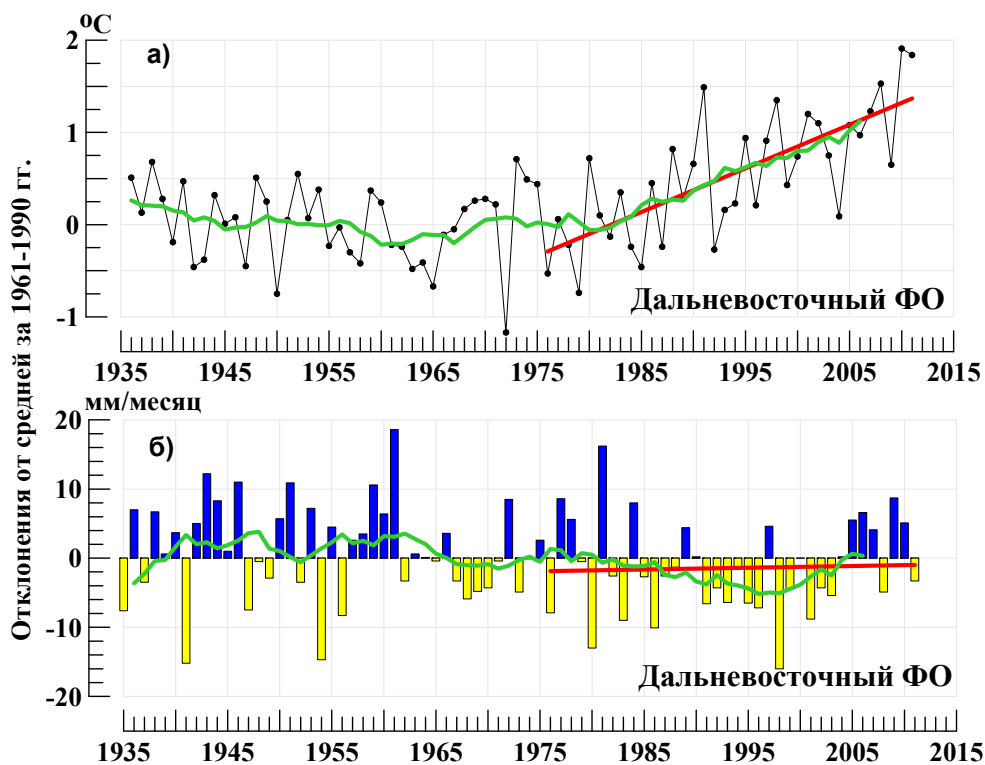 Отклонения от средней за 1961-1990 гг.
oC
а)
2
1
0
-1
Дальневосточный ФО
1935 1945 1955 1965 1975 1985 1995 2005 2015
мм/месяц
б)
20
10
0
-10
-20
Дальневосточный ФО
1935 1945 1955 1965 1975 1985 1995 2005 2015